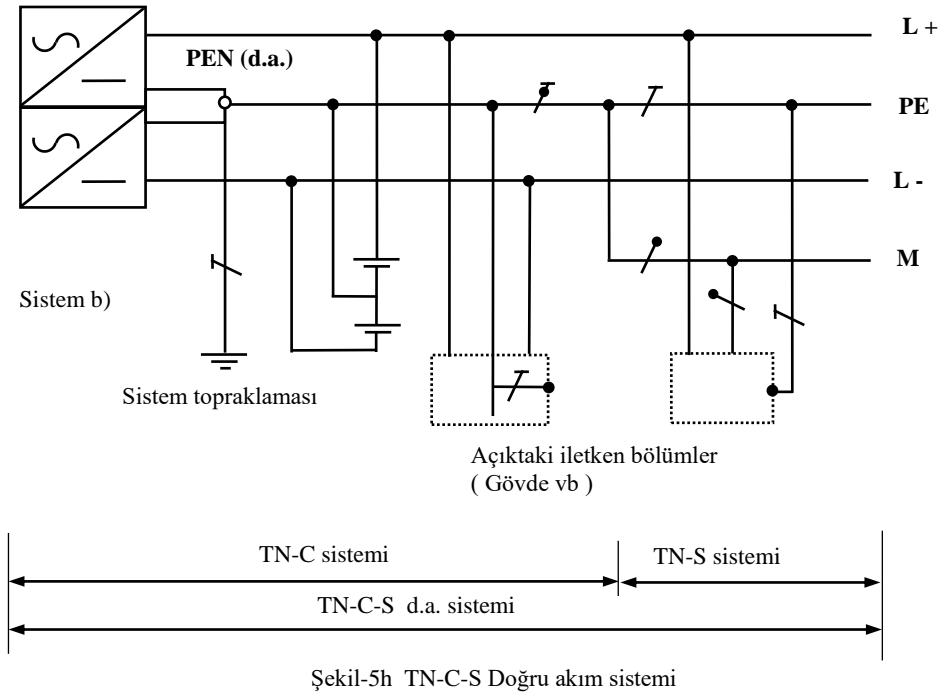 L +
PEN (d.a.)
PE
L -
M
Sistem b)
Sistem topraklaması
Açıktaki iletken bölümler
( Gövde vb )
TN-C sistemi
TN-S sistemi
TN-C-S d.a. sistemi
Şekil-5h TN-C-S Doğru akım sistemi